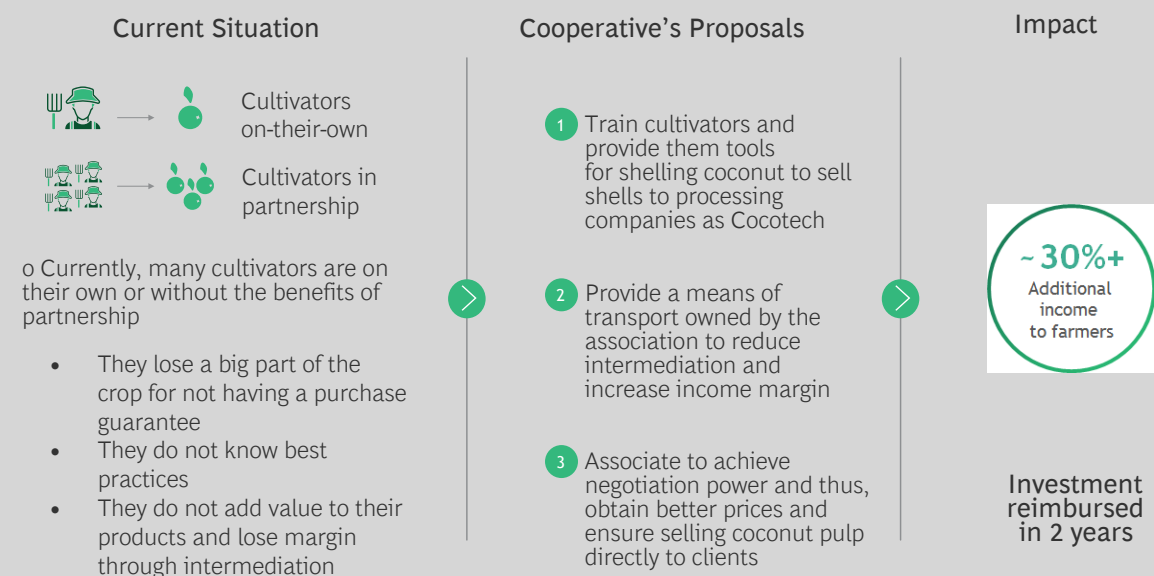 Current Situation
Cultivators
on-their-own
Cultivators in
partnership
o Currently, many cultivators are on
their own or without the benefits of
partnership
• They lose a big part of the
crop for not having a purchase
guarantee
• They do not know best
practices
• They do not add value to their
products and lose margin
through intermediation
Cooperative's Proposals
1 Train cultivators and
provide them tools
for shelling coconut to sell
shells to processing
companies as Cocotech
2 Provide a means of
transport owned by the
association to reduce
intermediation and
increase income margin
3 Associate to achieve
negotiation power and thus,
obtain better prices and
ensure selling coconut pulp
directly to clients
Impact
~30%+
Additional
income
to farmers
Investment
reimbursed
in 2 years